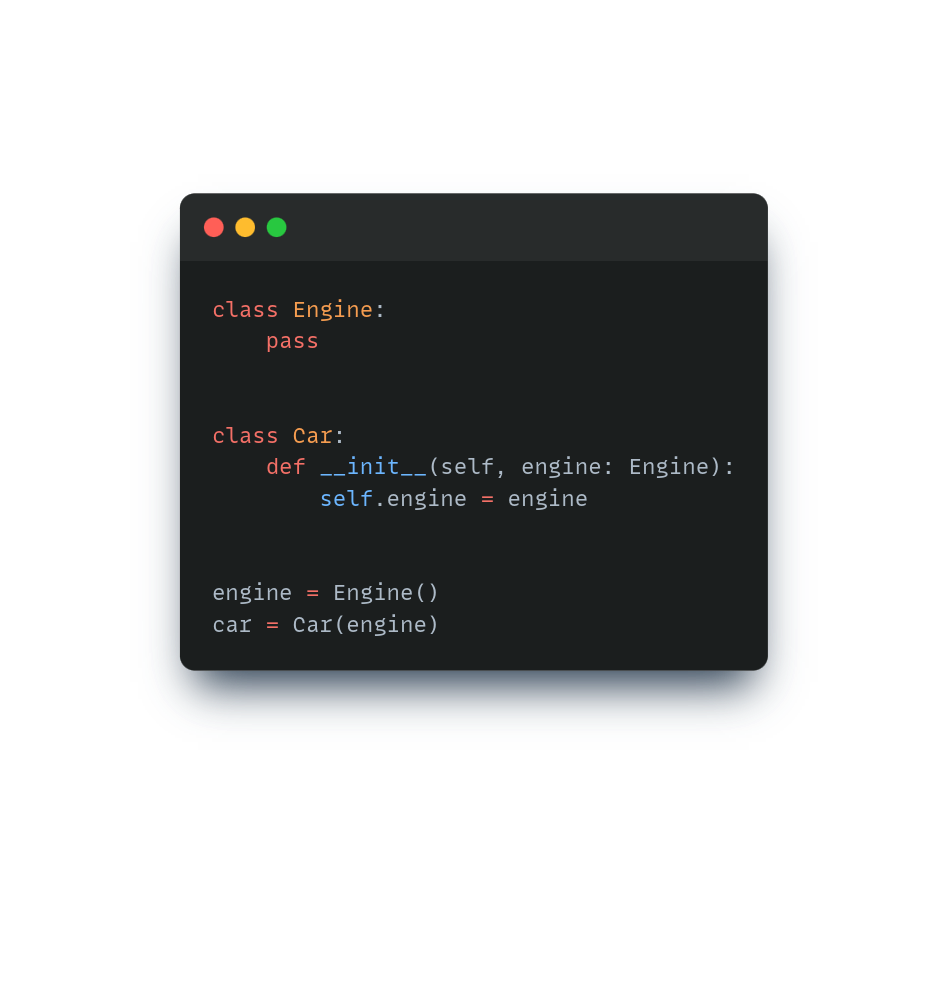 class Engine:
    pass
class Car:
    def __init__(self, engine: Engine):
        self.engine = engine
engine = Engine()
car = Car(engine)